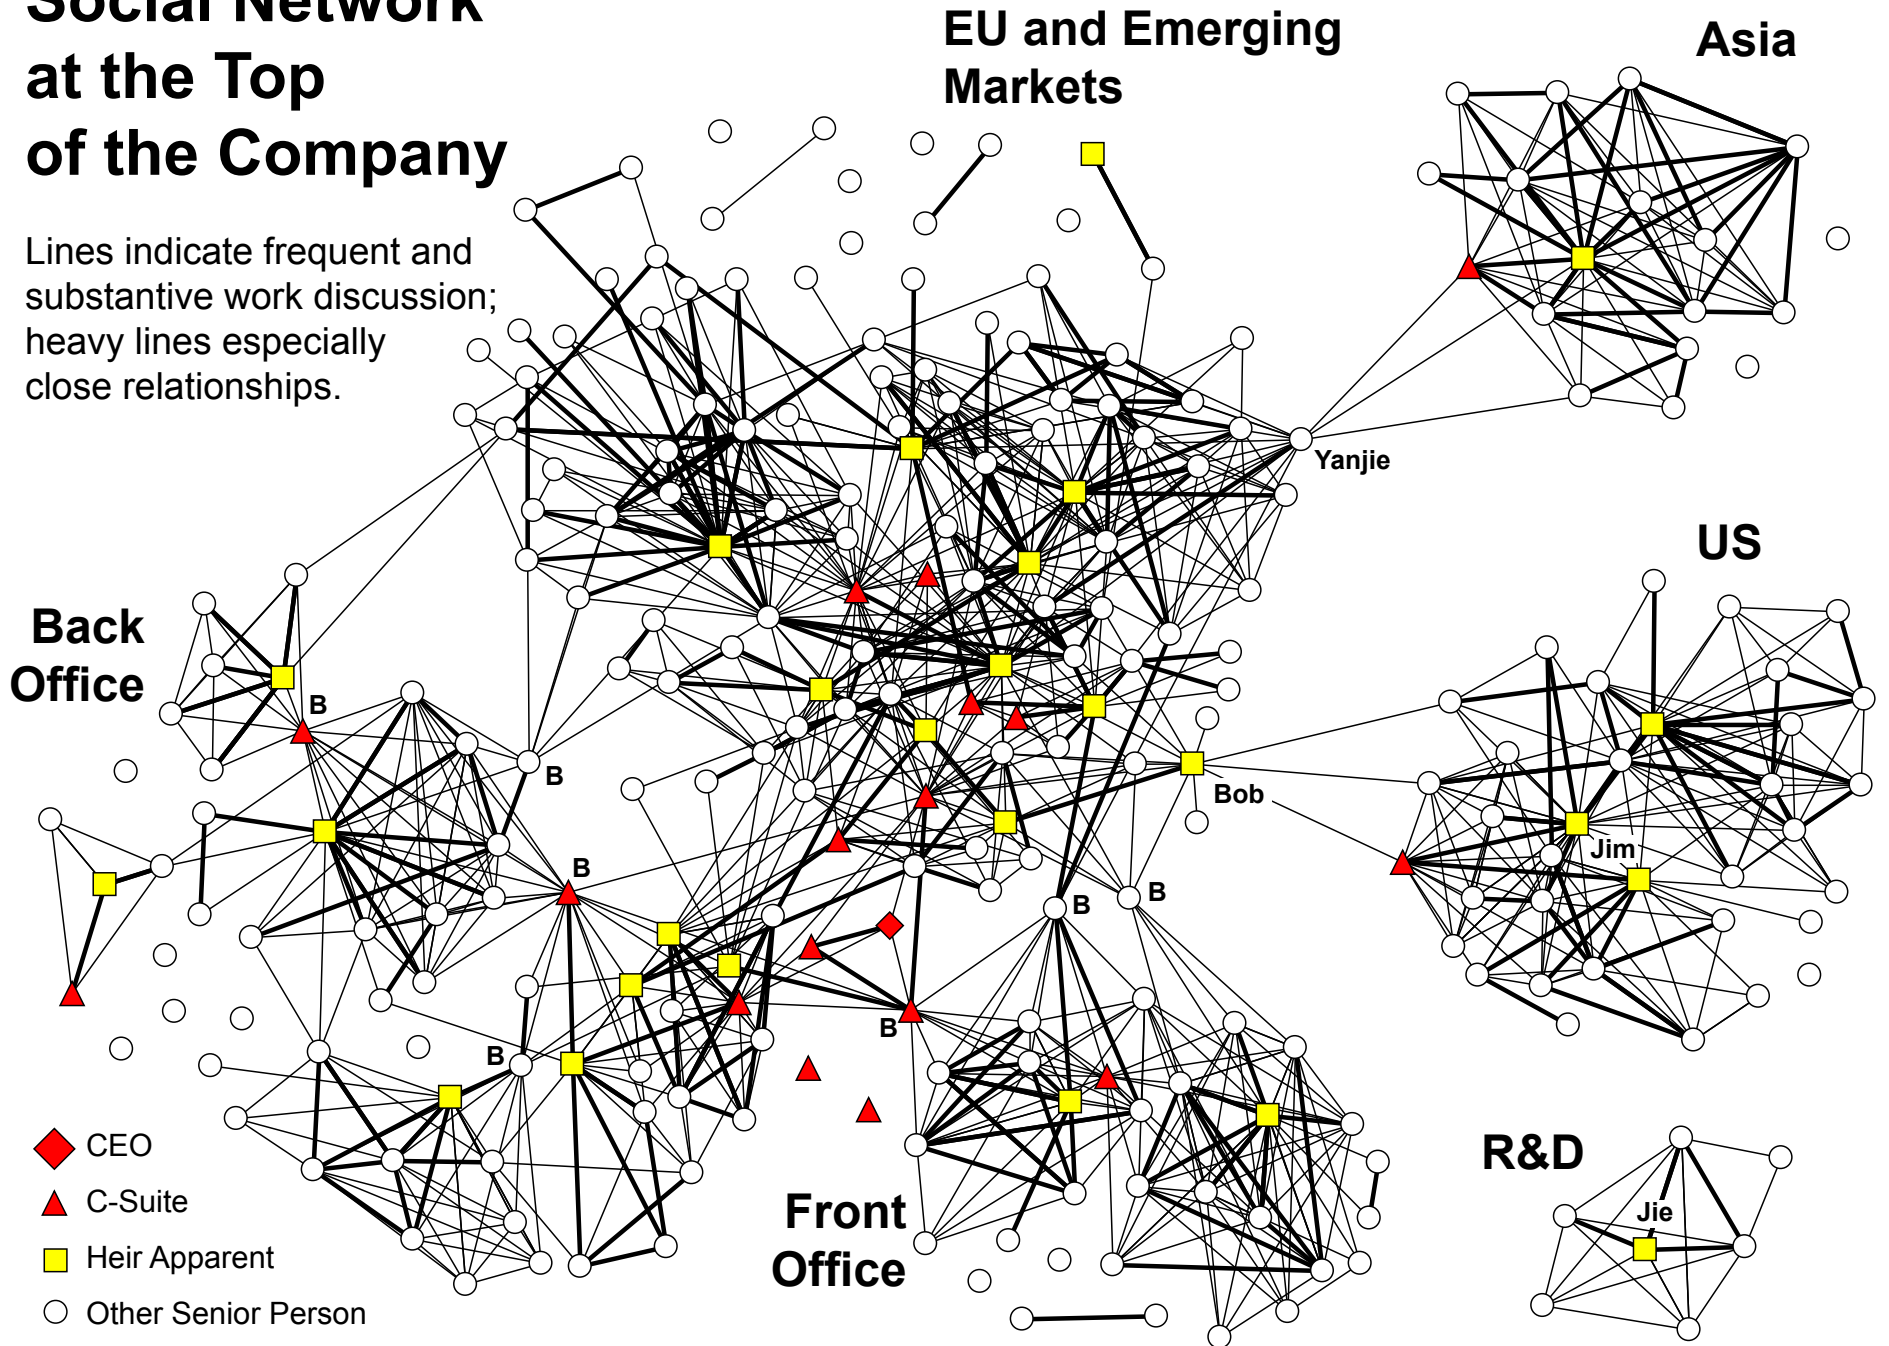 Social Network
at the Top
of the Company
Lines indicate frequent and
substantive work discussion;
heavy lines especially
close relationships.
EU and Emerging
Markets
Asia
Yanjie
US
Back
Office
B
B
B
Bob
Jim
B
B
B
B
R&D
Jie
Front
Office
CEO
C-Suite
Heir Apparent
Other Senior Person